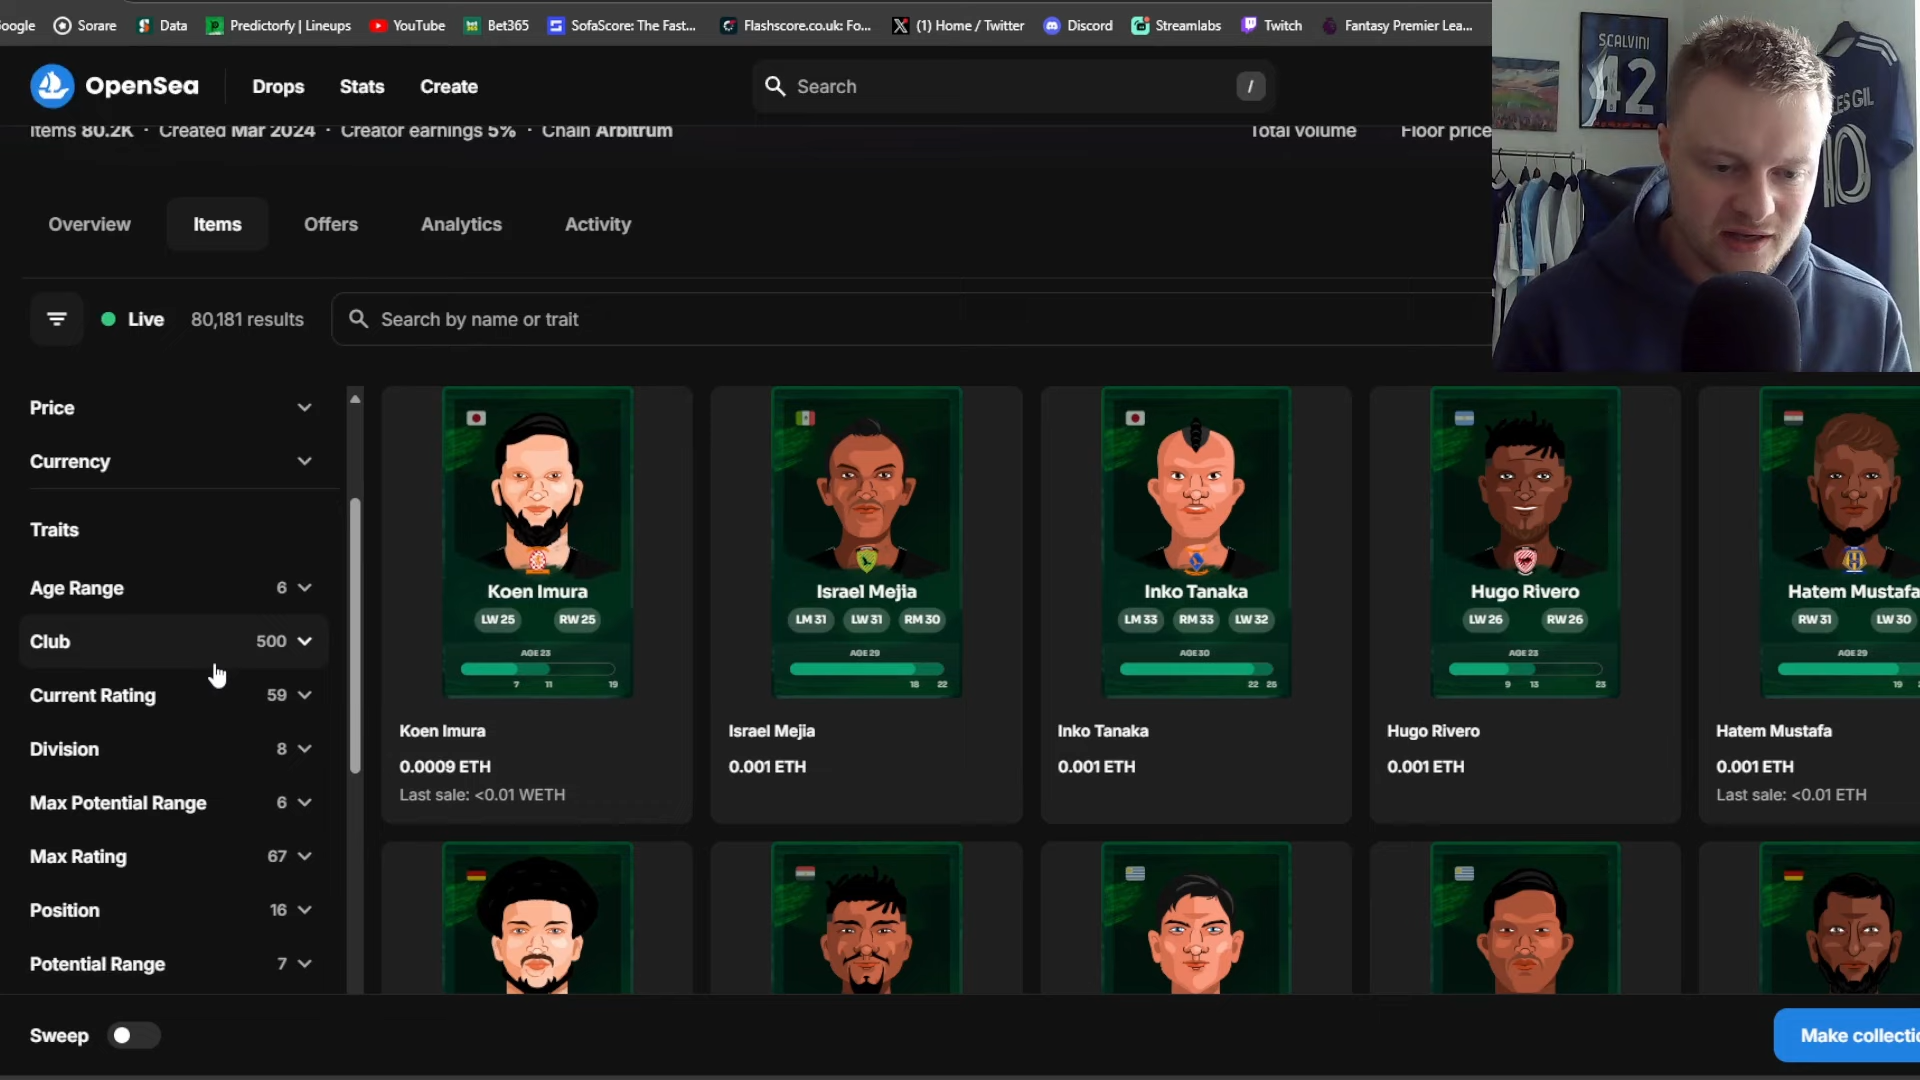 oogle
Sorare
Data
Predictorfy | Lineups
YouTube
Bet365
SofaScore: The Fast...
Flashscore.co.uk: Fo...
(1) Home / Twitter
Discord
Streamlabs
Twitch
Fantasy Premier Lea...
SCALVINI
42
ES GIL
10
OpenSea
Drops
Stats
Create
Search
/
Items 80.2K · Created Mar 2024 · Creator earnings 5% · Chain Arbitrum
Total volume
Floor price
Overview
Items
Offers
Analytics
Activity
Live
80,181 results
Search by name or trait
Price
Currency
Traits
Age Range 6
Club 500
Current Rating 59
Division 8
Max Potential Range 6
Max Rating 67
Position 16
Potential Range 7
Koen Imura
LW 25 RW 25
AGE 23
7 11 19
Koen Imura
0.0009 ETH
Last sale: <0.01 WETH
Israel Mejia
LM 31 LW 31 RM 30
AGE 29
18 22
Israel Mejia
0.001 ETH
Inko Tanaka
LM 33 RM 33 LW 32
AGE 30
22 26
Inko Tanaka
0.001 ETH
Hugo Rivero
LW 26 RW 26
AGE 23
9 13 23
Hugo Rivero
0.001 ETH
Hatem Mustafa
RW 31 LW 30
AGE 29
19
Hatem Mustafa
0.001 ETH
Last sale: <0.01 ETH
Sweep
Make collectio